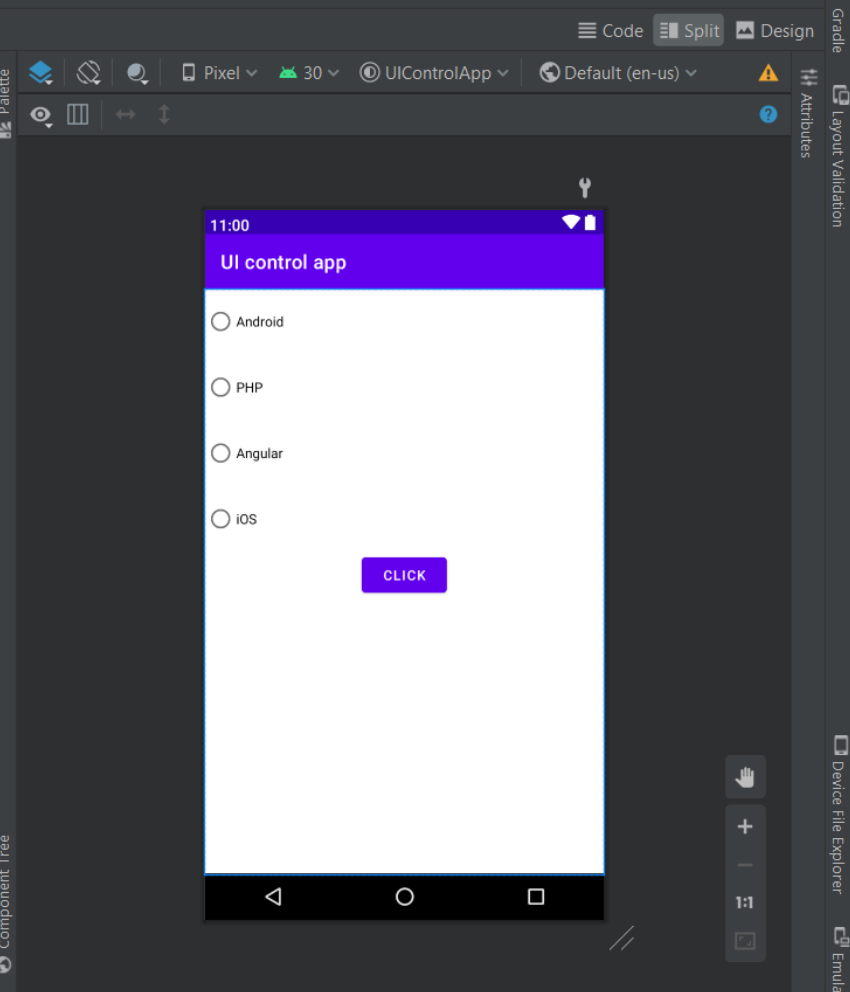 Code Split Design
Pixel 30 UIControlApp Default (en-us)
Palette
Attributes
Gradle
Layout Validation
11:00
UI control app
Android
PHP
Angular
iOS
CLICK
1:1
Component Tree
Device File Explorer